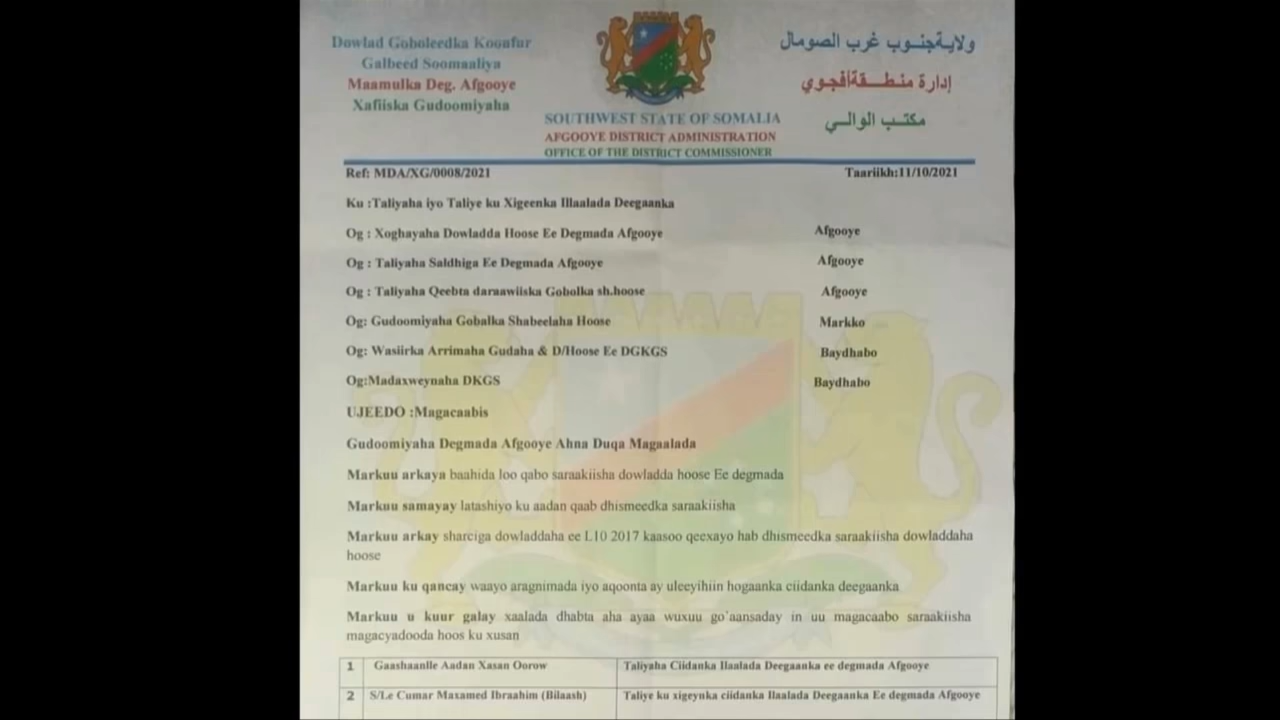 Dowlad Goboleedka Koonfur
Galbeed Soomaaliya
Maamulka Deg. Afgooye
Xafiiska Gudoomiyaha
SOUTHWEST STATE OF SOMALIA
AFGOOYE DISTRICT ADMINISTRATION
OFFICE OF THE DISTRICT COMMISSIONER
ولاية جنوب غرب الصومال
إدارة منطقة أفجوي
مكتب الوالي
Ref: MDA/XG/0008/2021 Taariikh:11/10/2021
Ku :Taliyaha iyo Taliye ku Xigeenka Illaalada Deegaanka
Og : Xoghayaha Dowladda Hoose Ee Degmada Afgooye Afgooye
Og : Taliyaha Saldhiga Ee Degmada Afgooye Afgooye
Og : Taliyaha Qeebta daraawiiska Gobolka sh.hoose Afgooye
Og: Gudoomiyaha Gobalka Shabeelaha Hoose Markko
Og: Wasiirka Arrimaha Gudaha & D/Hoose Ee DGKGS Baydhabo
Og:Madaxweynaha DKGS Baydhabo
UJEEDO :Magacaabis
Gudoomiyaha Degmada Afgooye Ahna Duqa Magaalada
Markuu arkaya baahida loo qabo saraakiisha dowladda hoose Ee degmada
Markuu samayay latashiyo ku aadan qaab dhismeedka saraakiisha
Markuu arkay sharciga dowladdaha ee L10 2017 kaasoo qeexayo hab dhismeedka saraakiisha dowladdaha
hoose
Markuu ku qancay waayo aragnimada iyo aqoonta ay uleeyihiin hogaanka ciidanka deegaanka
Markuu u kuur galay xaalada dhabta aha ayaa wuxuu go'aansaday in uu magacaabo saraakiisha
magacyadooda hoos ku xusan
1 Gaashaanlle Aadan Xasan Oorow Taliyaha Ciidanka Ilaalada Deegaanka ee degmada Afgooye
2 S/Le Cumar Maxamed Ibraahim (Bilaash) Taliye ku xigeynka ciidanka Ilaalada Deegaanka Ee degmada Afgooye